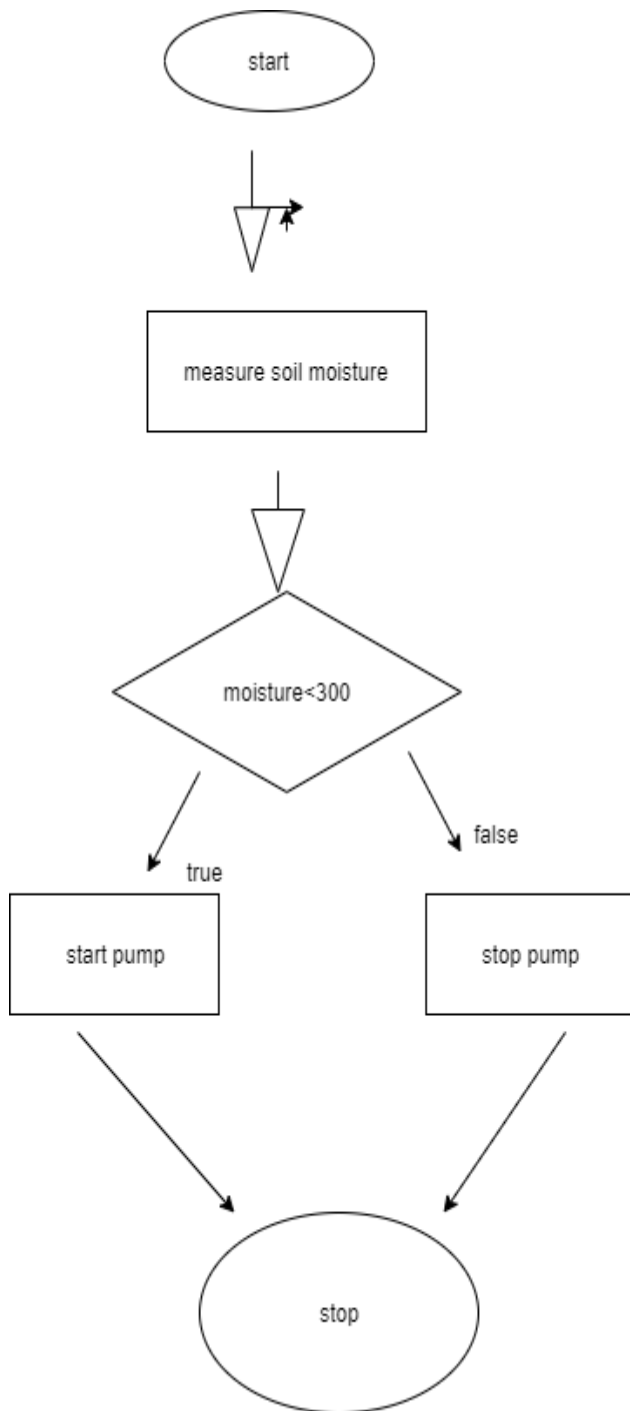 start
measure soil moisture
moisture<300
false
true
start pump
stop pump
stop